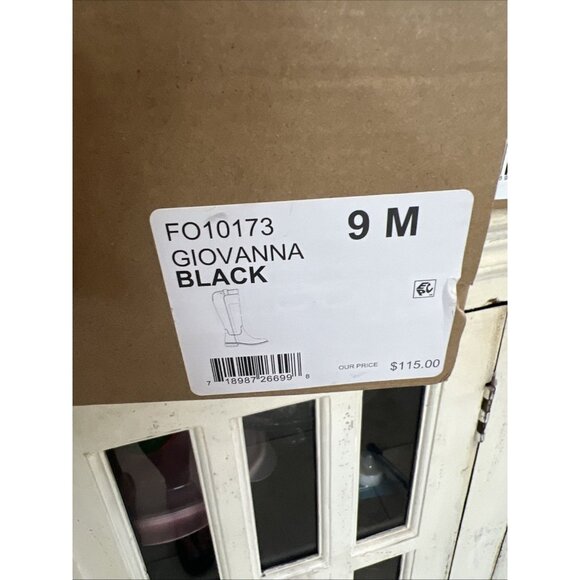 FO10173 9 M
GIOVANNA
BLACK
7 18987 26699 8
OUR PRICE $115.00